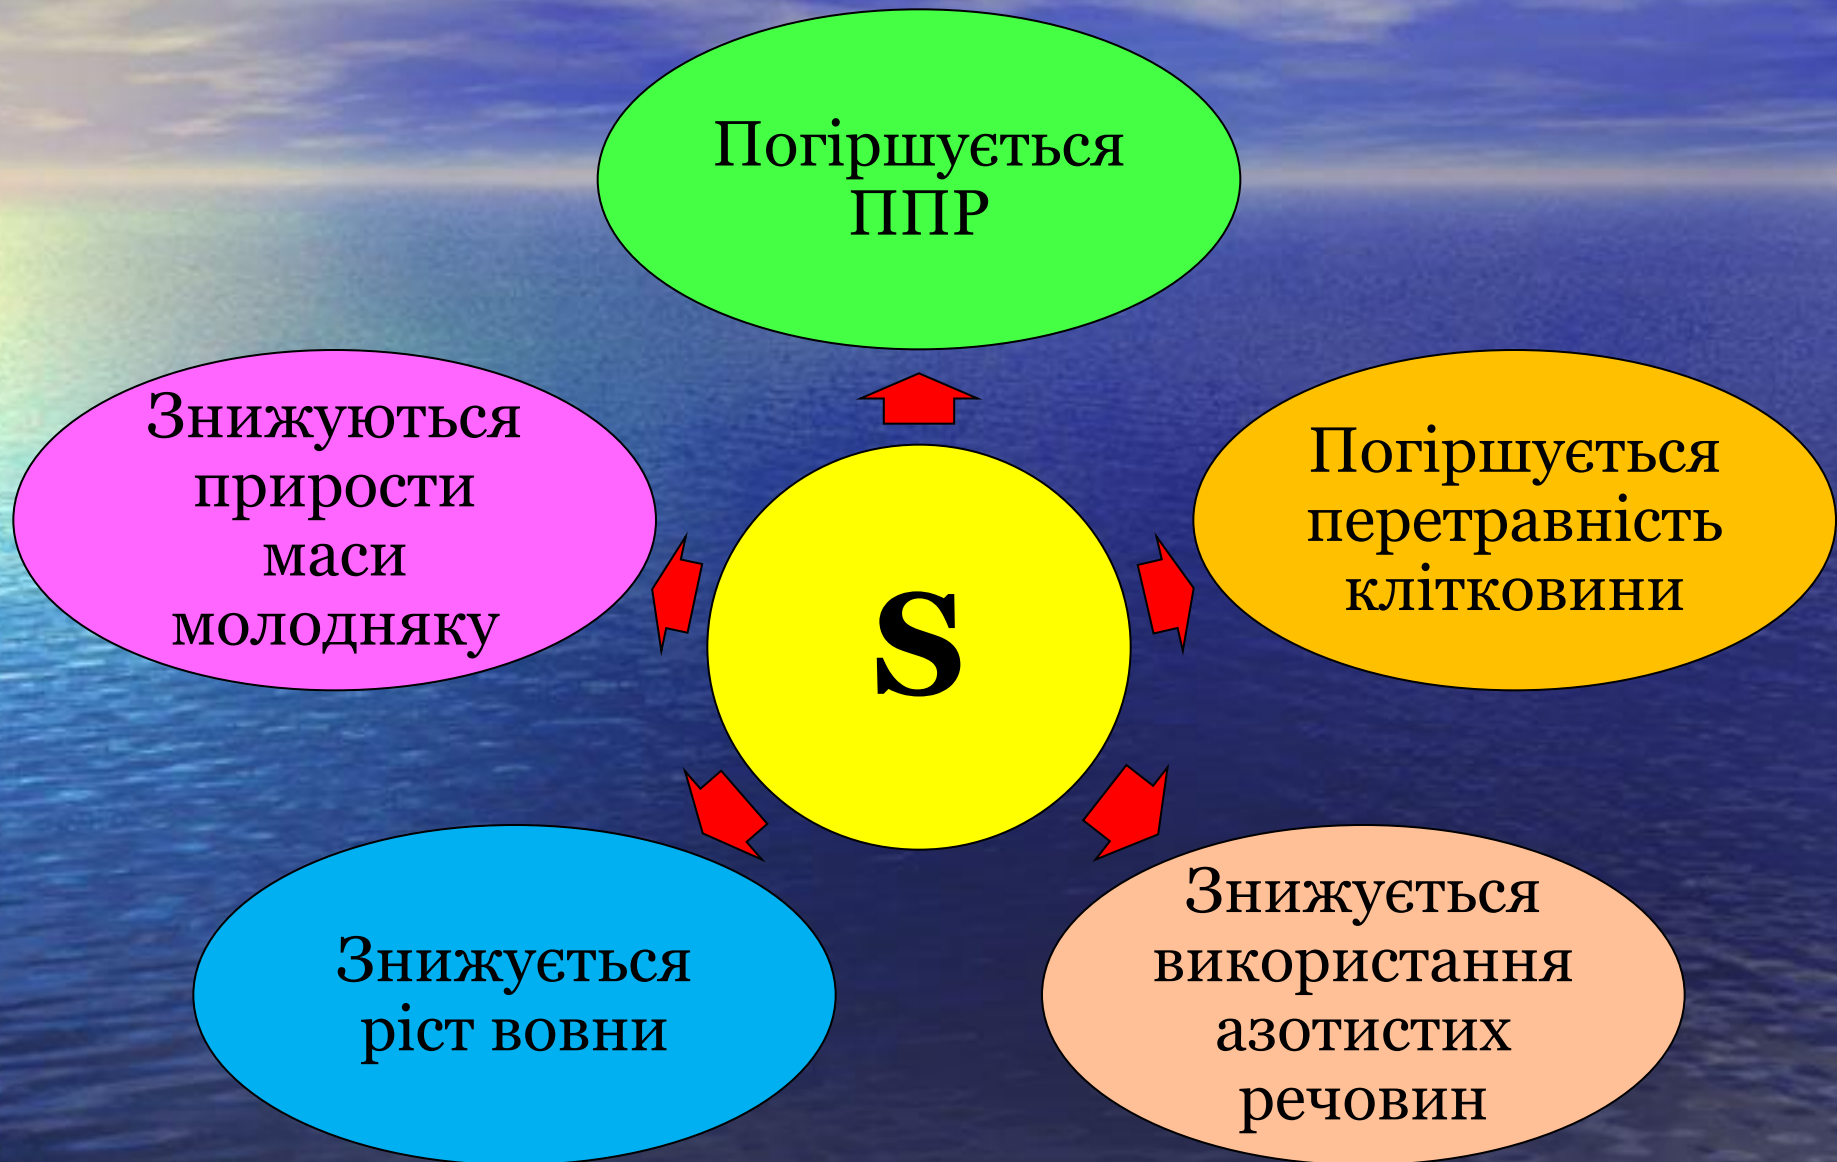 Погіршується
ППР
Знижуються
прирости
маси
молодняку
Погіршується
перетравність
клітковини
S
Знижується
ріст вовни
Знижується
використання
азотистих
речовин